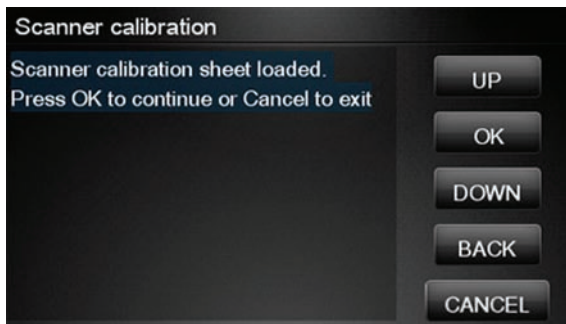 Scanner calibration
Scanner calibration sheet loaded.
Press OK to continue or Cancel to exit
UP
OK
DOWN
BACK
CANCEL